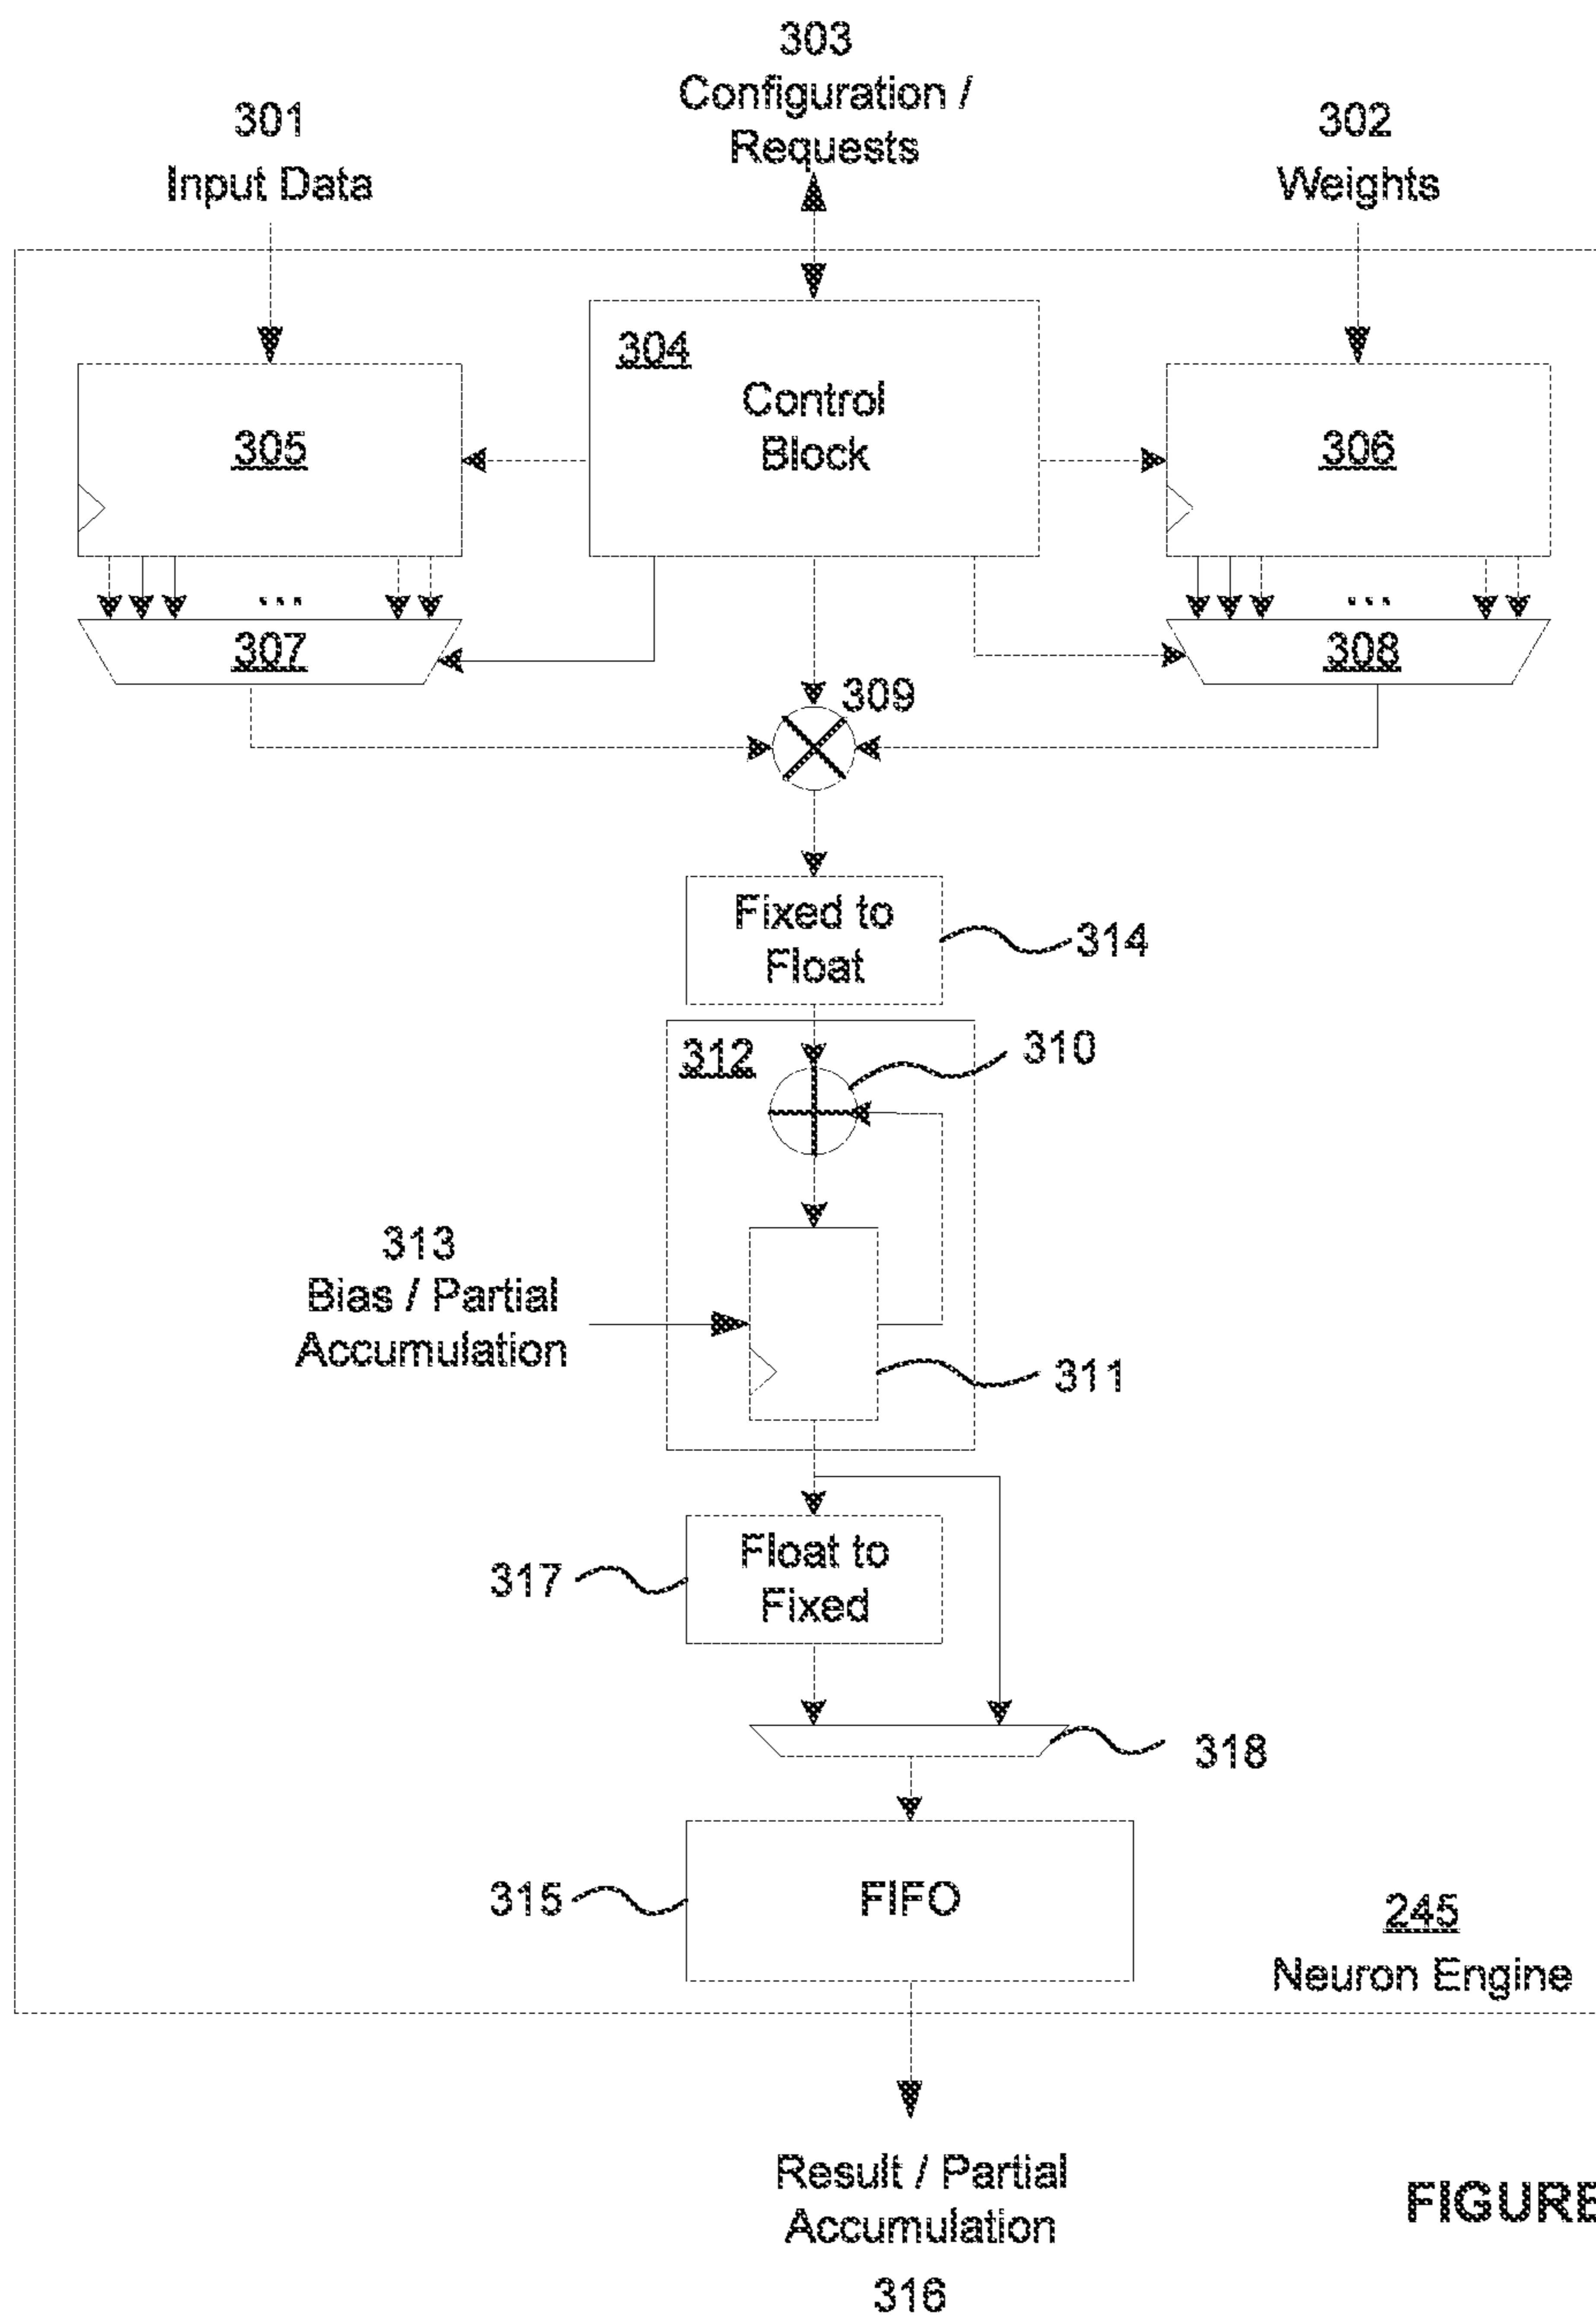 303
Configuration /
Requests
301
Input Data
302
Weights
304
Control
Block
305
306
...
...
307
308
309
Fixed to
Float
314
312
310
313
Bias / Partial
Accumulation
311
Float to
Fixed
317
318
315
FIFO
245
Neuron Engine
Result / Partial
Accumulation
316
FIGURE